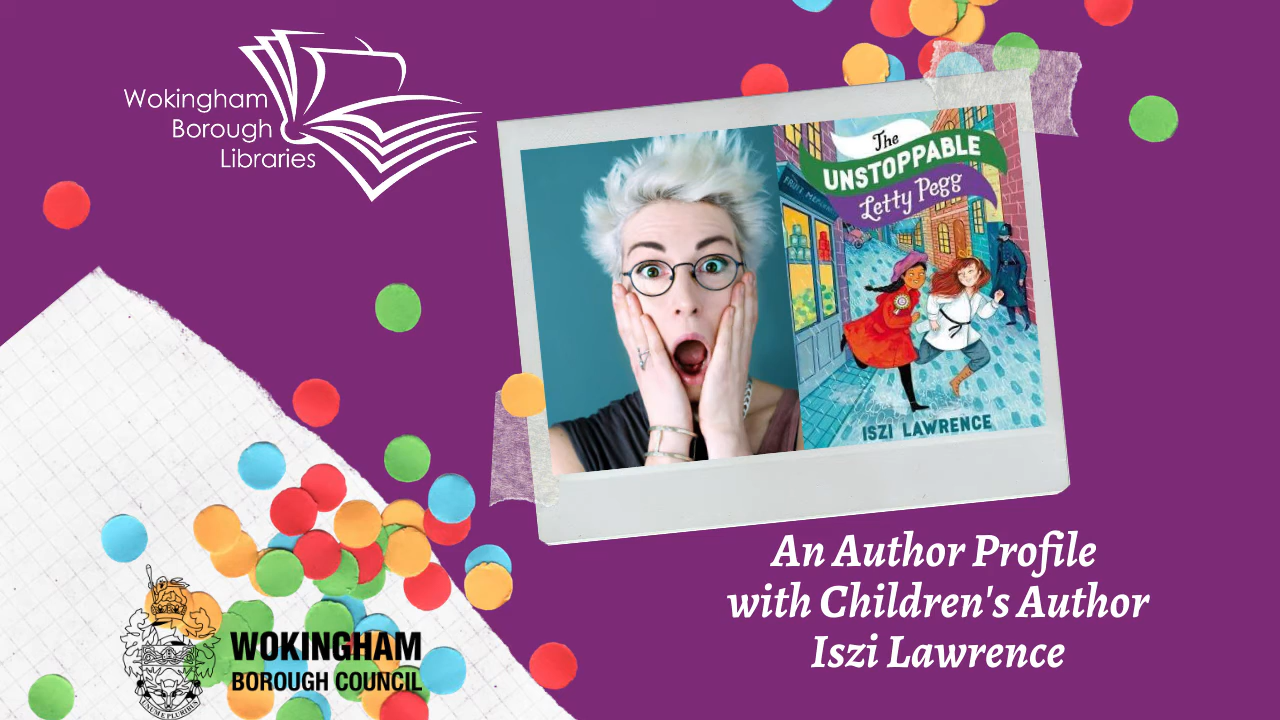 Wokingham
Borough
Libraries
The
UNSTOPPABLE
Letty Pegg
ISZI LAWRENCE
An Author Profile
with Children's Author
Iszi Lawrence
WOKINGHAM
BOROUGH COUNCIL